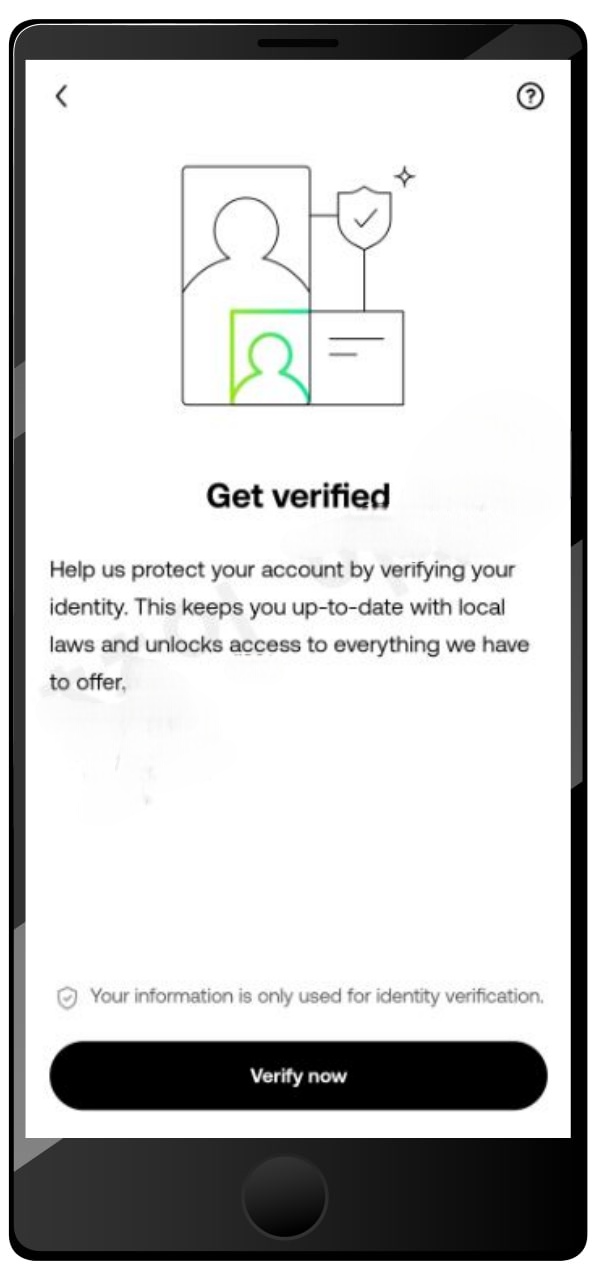 Get verified
Help us protect your account by verifying your
identity. This keeps you up-to-date with local
laws and unlocks access to everything we have
to offer.
Your information is only used for identity verification.
Verify now